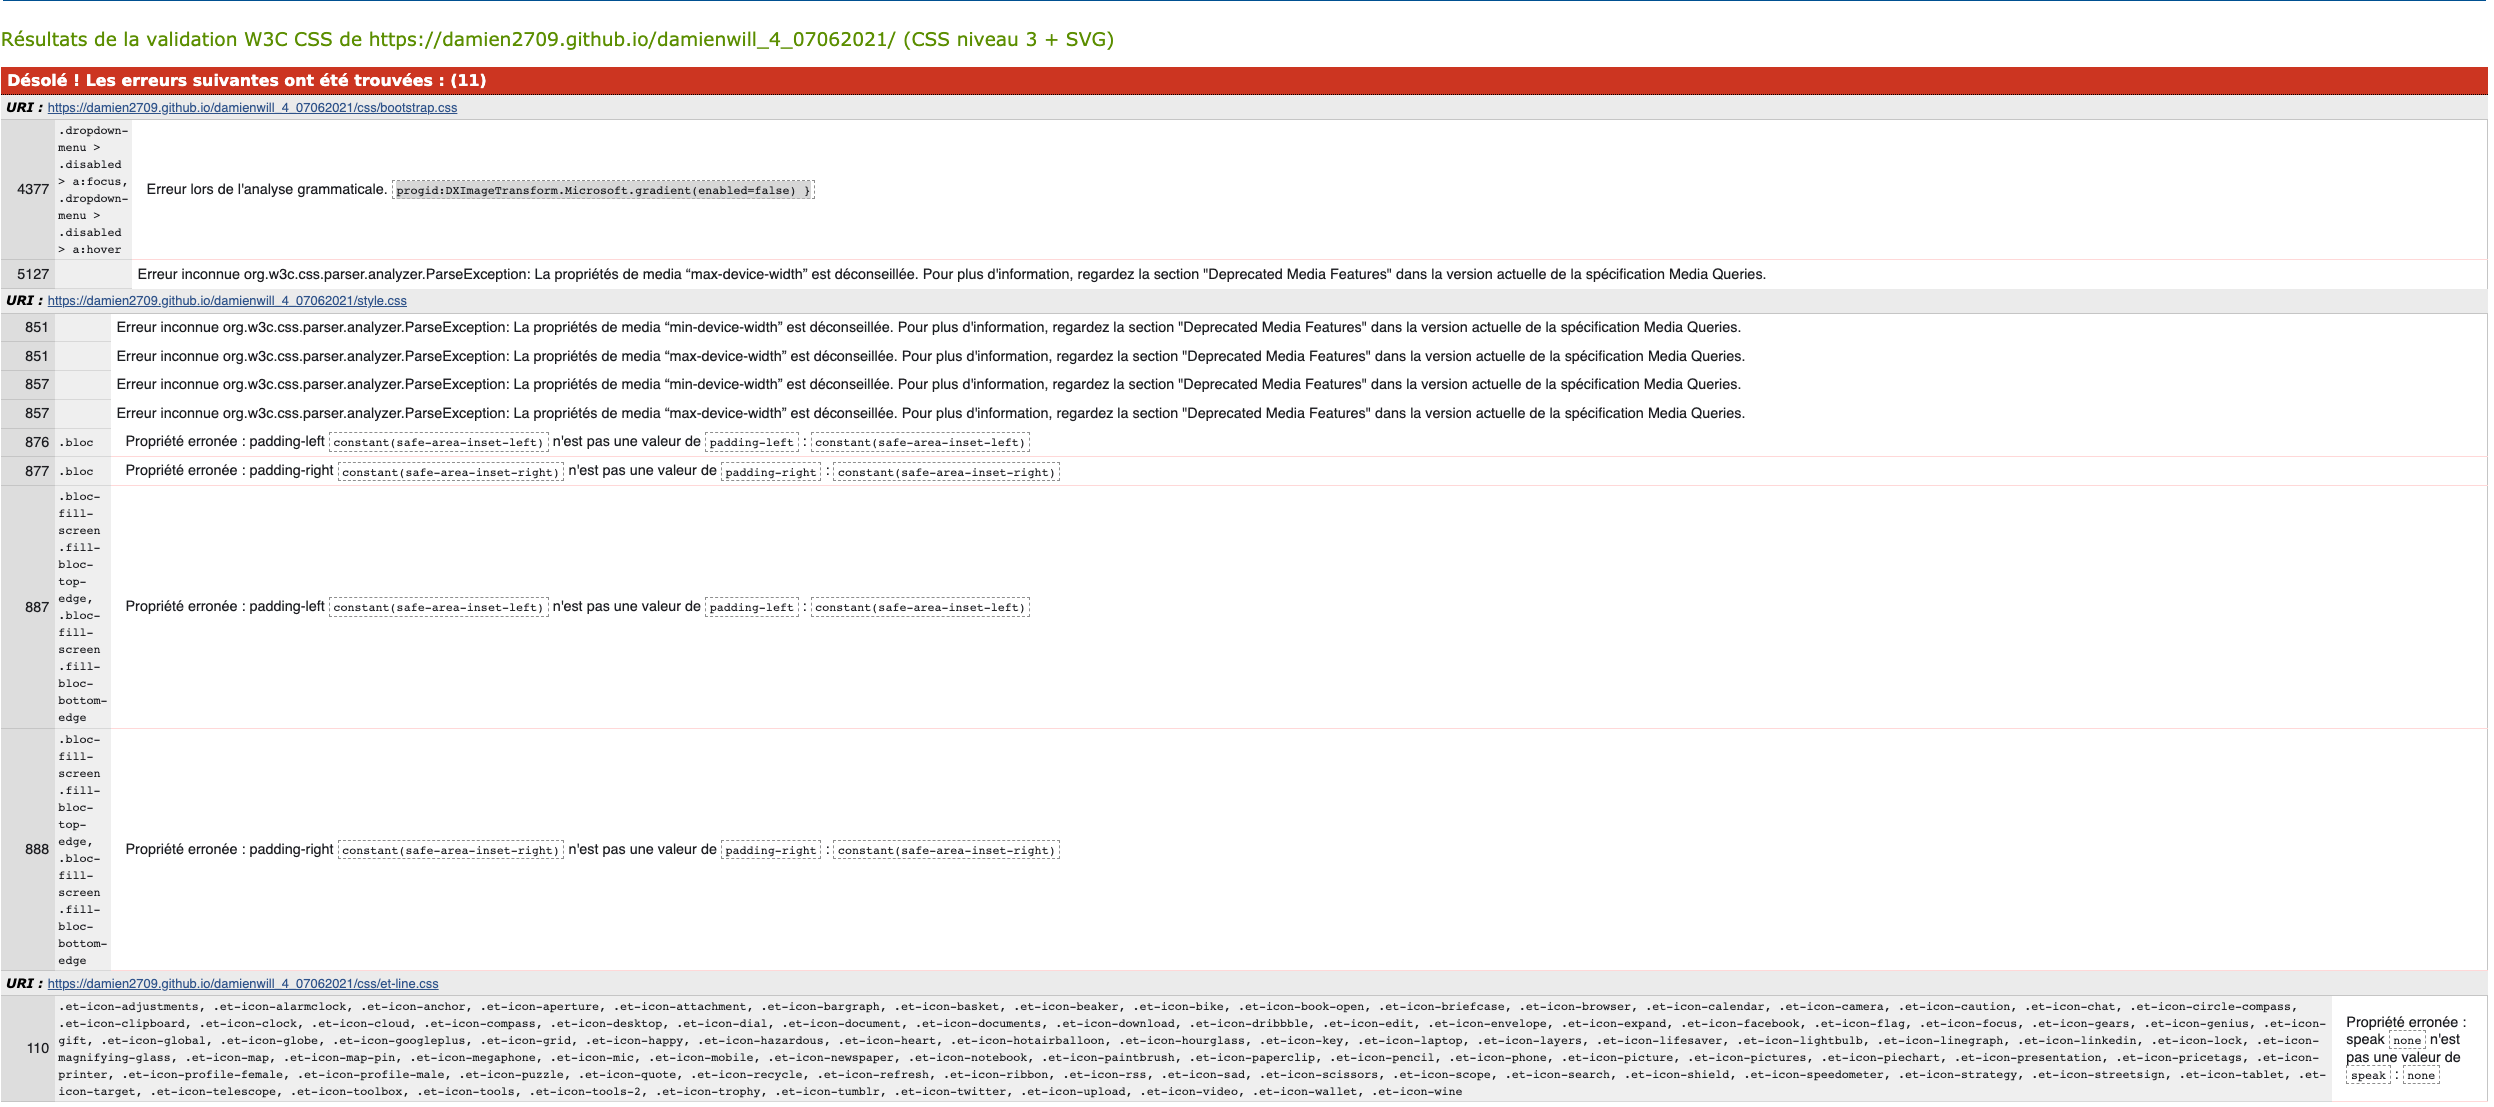 Résultats de la validation W3C CSS de https://damien2709.github.io/damienwill_4_07062021/ (CSS niveau 3 + SVG)
Désolé ! Les erreurs suivantes ont été trouvées : (11)
URI : https://damien2709.github.io/damienwill_4_07062021/css/bootstrap.css
4377
.dropdown-
menu >
.disabled
> a:focus,
.dropdown-
menu >
.disabled
> a:hover
Erreur lors de l'analyse grammaticale. progid:DXImageTransform.Microsoft.gradient(enabled=false) }
5127 Erreur inconnue org.w3c.css.parser.analyzer.ParseException: La propriétés de media “max-device-width” est déconseillée. Pour plus d'information, regardez la section "Deprecated Media Features" dans la version actuelle de la spécification Media Queries.
URI : https://damien2709.github.io/damienwill_4_07062021/style.css
851 Erreur inconnue org.w3c.css.parser.analyzer.ParseException: La propriétés de media “min-device-width” est déconseillée. Pour plus d'information, regardez la section "Deprecated Media Features" dans la version actuelle de la spécification Media Queries.
851 Erreur inconnue org.w3c.css.parser.analyzer.ParseException: La propriétés de media “max-device-width” est déconseillée. Pour plus d'information, regardez la section "Deprecated Media Features" dans la version actuelle de la spécification Media Queries.
857 Erreur inconnue org.w3c.css.parser.analyzer.ParseException: La propriétés de media “min-device-width” est déconseillée. Pour plus d'information, regardez la section "Deprecated Media Features" dans la version actuelle de la spécification Media Queries.
857 Erreur inconnue org.w3c.css.parser.analyzer.ParseException: La propriétés de media “max-device-width” est déconseillée. Pour plus d'information, regardez la section "Deprecated Media Features" dans la version actuelle de la spécification Media Queries.
876 .bloc Propriété erronée : padding-left constant(safe-area-inset-left) n'est pas une valeur de padding-left : constant(safe-area-inset-left)
877 .bloc Propriété erronée : padding-right constant(safe-area-inset-right) n'est pas une valeur de padding-right : constant(safe-area-inset-right)
887
.bloc-
fill-
screen
.fill-
bloc-
top-
edge,
.bloc-
fill-
screen
.fill-
bloc-
bottom-
edge
Propriété erronée : padding-left constant(safe-area-inset-left) n'est pas une valeur de padding-left : constant(safe-area-inset-left)
888
.bloc-
fill-
screen
.fill-
bloc-
top-
edge,
.bloc-
fill-
screen
.fill-
bloc-
bottom-
edge
Propriété erronée : padding-right constant(safe-area-inset-right) n'est pas une valeur de padding-right : constant(safe-area-inset-right)
URI : https://damien2709.github.io/damienwill_4_07062021/css/et-line.css
110
.et-icon-adjustments, .et-icon-alarmclock, .et-icon-anchor, .et-icon-aperture, .et-icon-attachment, .et-icon-bargraph, .et-icon-basket, .et-icon-beaker, .et-icon-bike, .et-icon-book-open, .et-icon-briefcase, .et-icon-browser, .et-icon-calendar, .et-icon-camera, .et-icon-caution, .et-icon-chat, .et-icon-circle-compass,
.et-icon-clipboard, .et-icon-clock, .et-icon-cloud, .et-icon-compass, .et-icon-desktop, .et-icon-dial, .et-icon-document, .et-icon-documents, .et-icon-download, .et-icon-dribbble, .et-icon-edit, .et-icon-envelope, .et-icon-expand, .et-icon-facebook, .et-icon-flag, .et-icon-focus, .et-icon-gears, .et-icon-genius, .et-icon-
gift, .et-icon-global, .et-icon-globe, .et-icon-googleplus, .et-icon-grid, .et-icon-happy, .et-icon-hazardous, .et-icon-heart, .et-icon-hotairballoon, .et-icon-hourglass, .et-icon-key, .et-icon-laptop, .et-icon-layers, .et-icon-lifesaver, .et-icon-lightbulb, .et-icon-linegraph, .et-icon-linkedin, .et-icon-lock, .et-icon-
magnifying-glass, .et-icon-map, .et-icon-map-pin, .et-icon-megaphone, .et-icon-mic, .et-icon-mobile, .et-icon-newspaper, .et-icon-notebook, .et-icon-paintbrush, .et-icon-paperclip, .et-icon-pencil, .et-icon-phone, .et-icon-picture, .et-icon-pictures, .et-icon-piechart, .et-icon-presentation, .et-icon-pricetags, .et-icon-
printer, .et-icon-profile-female, .et-icon-profile-male, .et-icon-puzzle, .et-icon-quote, .et-icon-recycle, .et-icon-refresh, .et-icon-ribbon, .et-icon-rss, .et-icon-sad, .et-icon-scissors, .et-icon-scope, .et-icon-search, .et-icon-shield, .et-icon-speedometer, .et-icon-strategy, .et-icon-streetsign, .et-icon-tablet, .et-
icon-target, .et-icon-telescope, .et-icon-toolbox, .et-icon-tools, .et-icon-tools-2, .et-icon-trophy, .et-icon-tumblr, .et-icon-twitter, .et-icon-upload, .et-icon-video, .et-icon-wallet, .et-icon-wine
Propriété erronée :
speak none n'est
pas une valeur de
speak : none